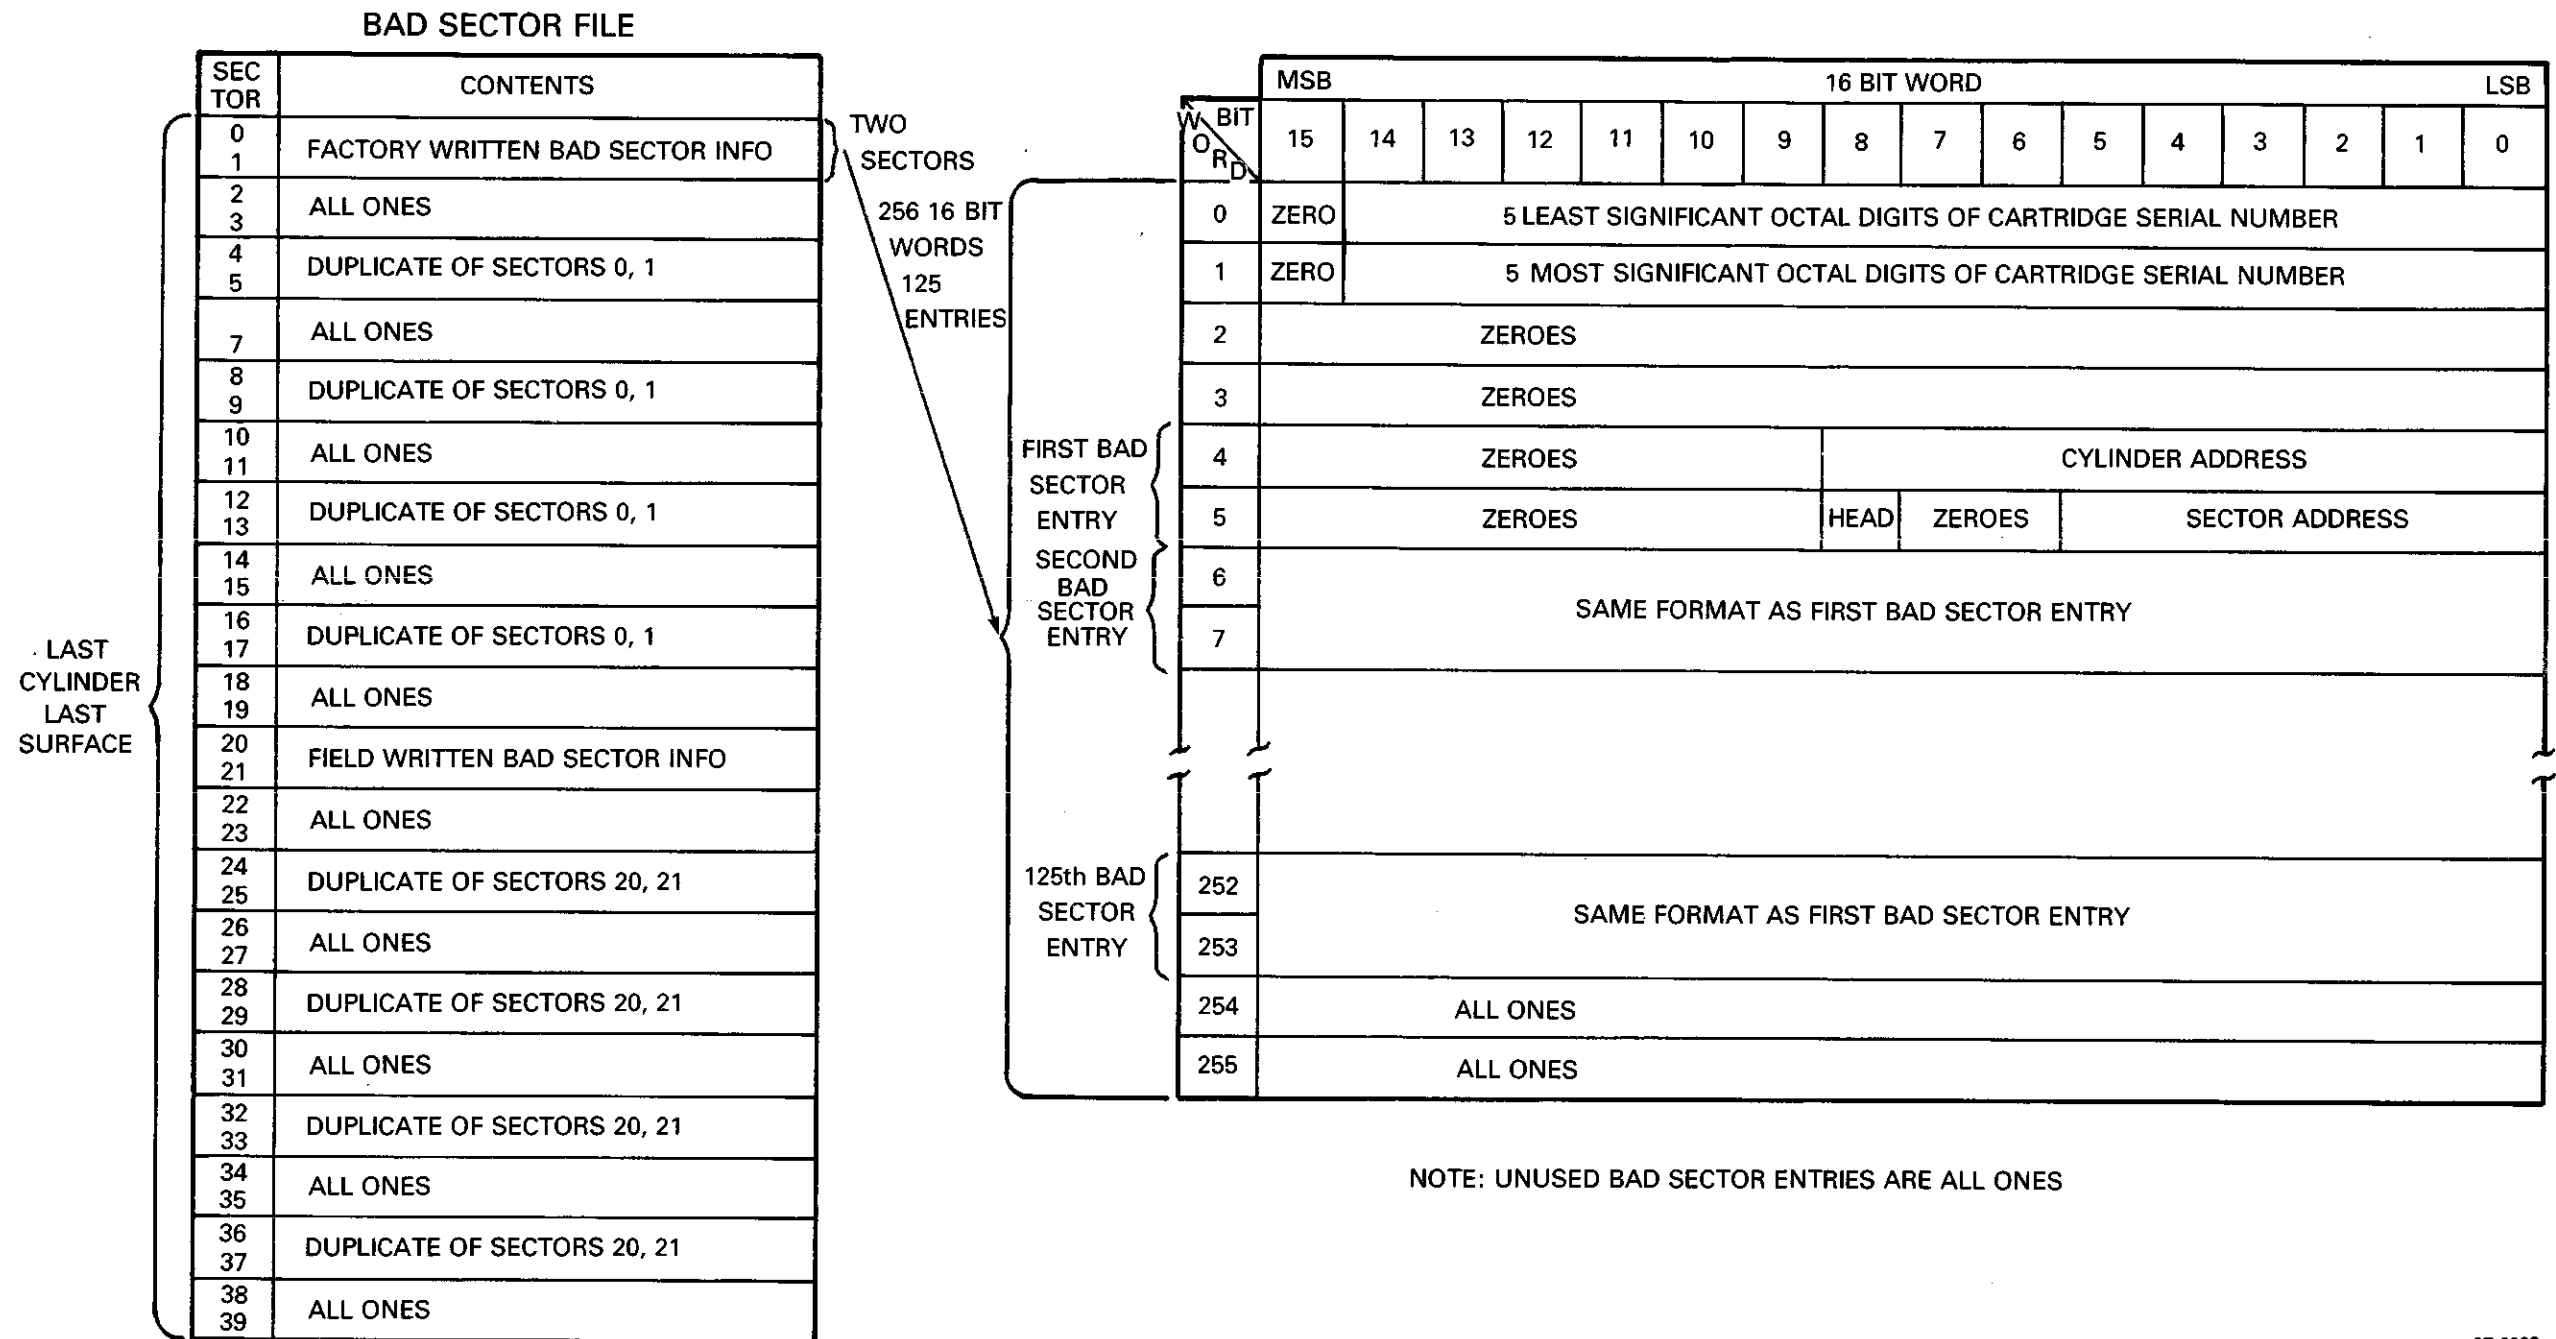 BAD SECTOR FILE
SEC
TOR
CONTENTS
0
1
FACTORY WRITTEN BAD SECTOR INFO
2
3
ALL ONES
4
5
DUPLICATE OF SECTORS 0, 1
7
ALL ONES
8
9
DUPLICATE OF SECTORS 0, 1
10
11
ALL ONES
12
13
DUPLICATE OF SECTORS 0, 1
14
15
ALL ONES
16
17
DUPLICATE OF SECTORS 0, 1
18
19
ALL ONES
20
21
FIELD WRITTEN BAD SECTOR INFO
22
23
ALL ONES
24
25
DUPLICATE OF SECTORS 20, 21
26
27
ALL ONES
28
29
DUPLICATE OF SECTORS 20, 21
30
31
ALL ONES
32
33
DUPLICATE OF SECTORS 20, 21
34
35
ALL ONES
36
37
DUPLICATE OF SECTORS 20, 21
38
39
ALL ONES
LAST
CYLINDER
LAST
SURFACE
TWO
SECTORS
256 16 BIT
WORDS
125
ENTRIES
MSB 16 BIT WORD LSB
WORD BIT 15 14 13 12 11 10 9 8 7 6 5 4 3 2 1 0
0 ZERO 5 LEAST SIGNIFICANT OCTAL DIGITS OF CARTRIDGE SERIAL NUMBER
1 ZERO 5 MOST SIGNIFICANT OCTAL DIGITS OF CARTRIDGE SERIAL NUMBER
2 ZEROES
3 ZEROES
FIRST BAD
SECTOR
ENTRY
4 ZEROES CYLINDER ADDRESS
5 ZEROES HEAD ZEROES SECTOR ADDRESS
SECOND
BAD
SECTOR
ENTRY
6
7
SAME FORMAT AS FIRST BAD SECTOR ENTRY
125th BAD
SECTOR
ENTRY
252
253
SAME FORMAT AS FIRST BAD SECTOR ENTRY
254 ALL ONES
255 ALL ONES
NOTE: UNUSED BAD SECTOR ENTRIES ARE ALL ONES